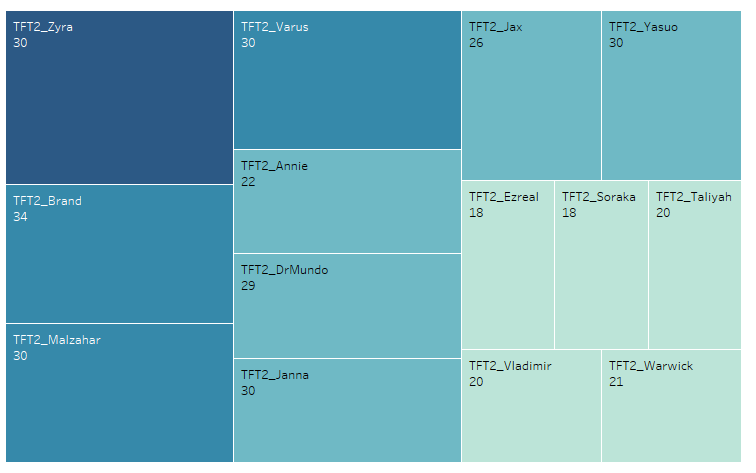 TFT2_Zyra
30
TFT2_Brand
34
TFT2_Malzahar
30
TFT2_Varus
30
TFT2_Annie
22
TFT2_DrMundo
29
TFT2_Janna
30
TFT2_Jax
26
TFT2_Yasuo
30
TFT2_Ezreal
18
TFT2_Soraka
18
TFT2_Taliyah
20
TFT2_Vladimir
20
TFT2_Warwick
21